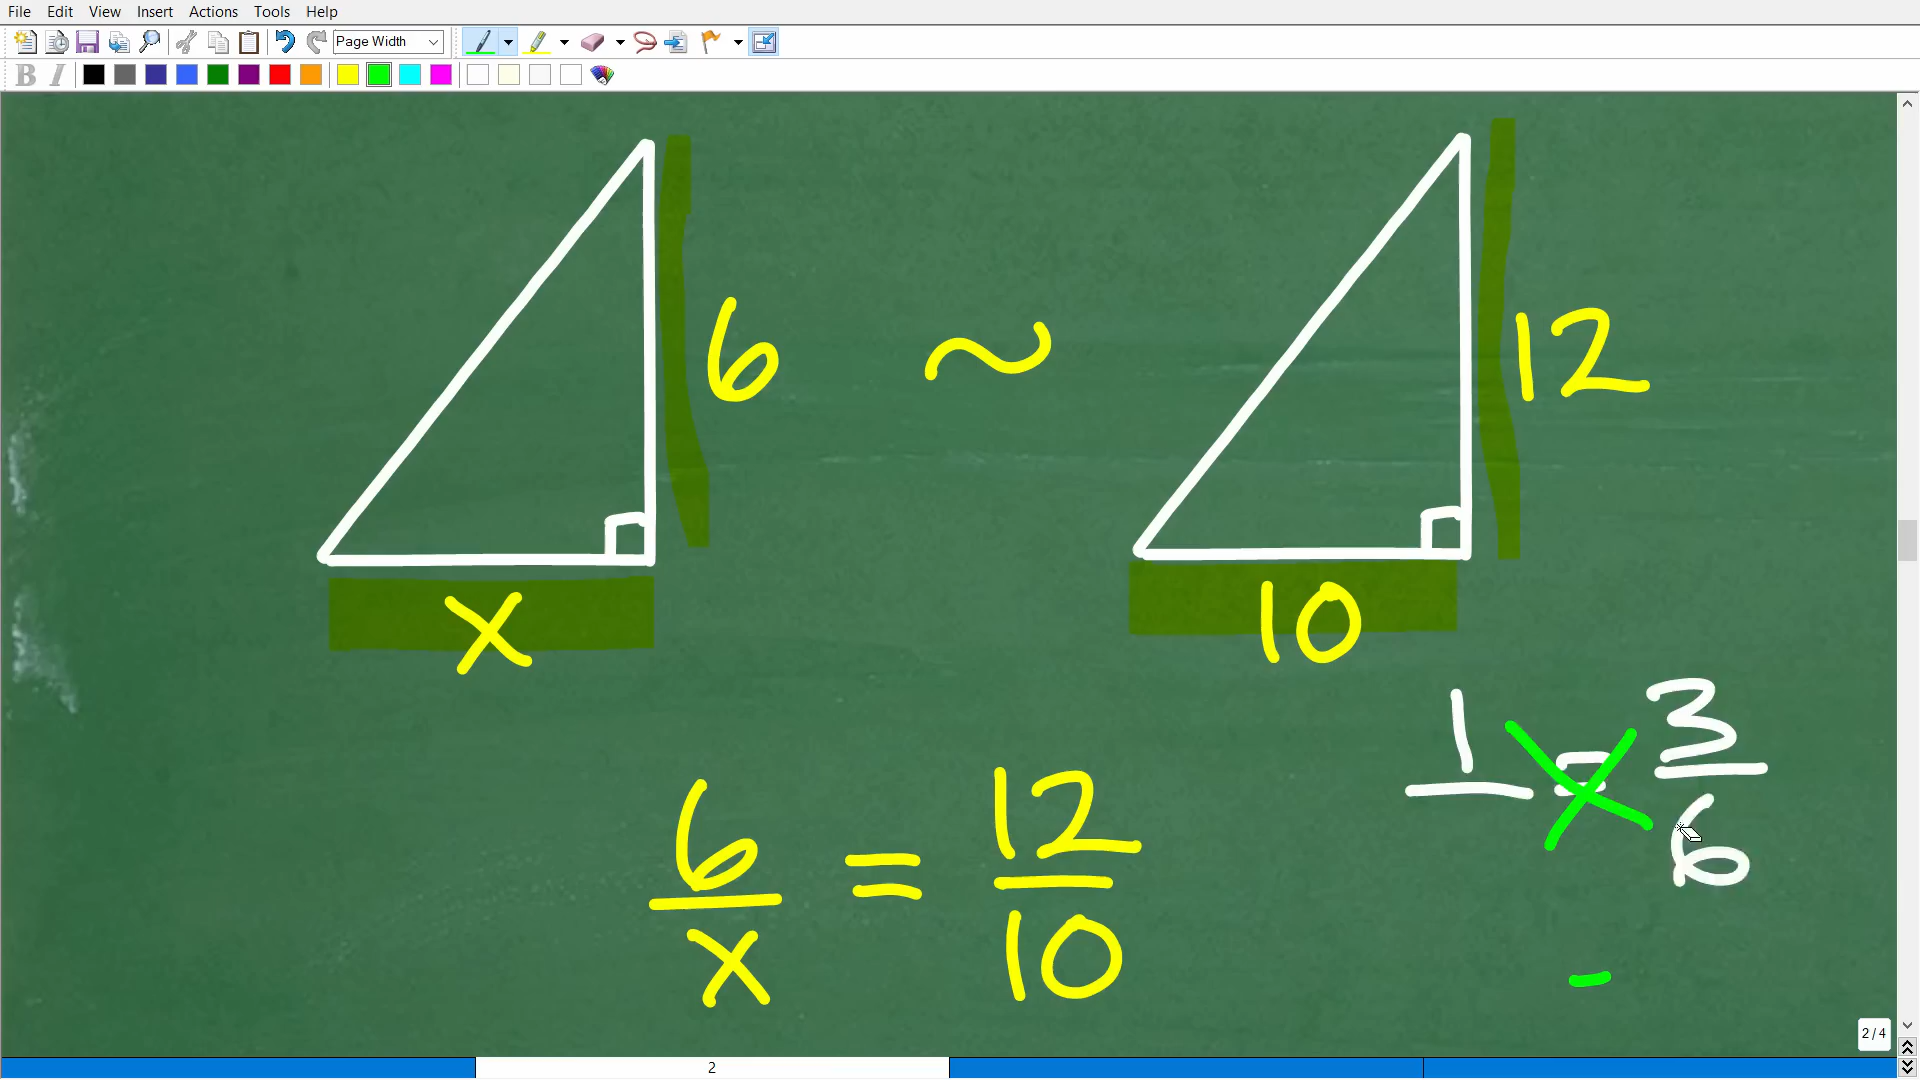 File Edit View Insert Actions Tools Help
Page Width
B I
6 ~ 12
x 10
1 = 3
6
6 = 12
x 10
-
2 / 4
2